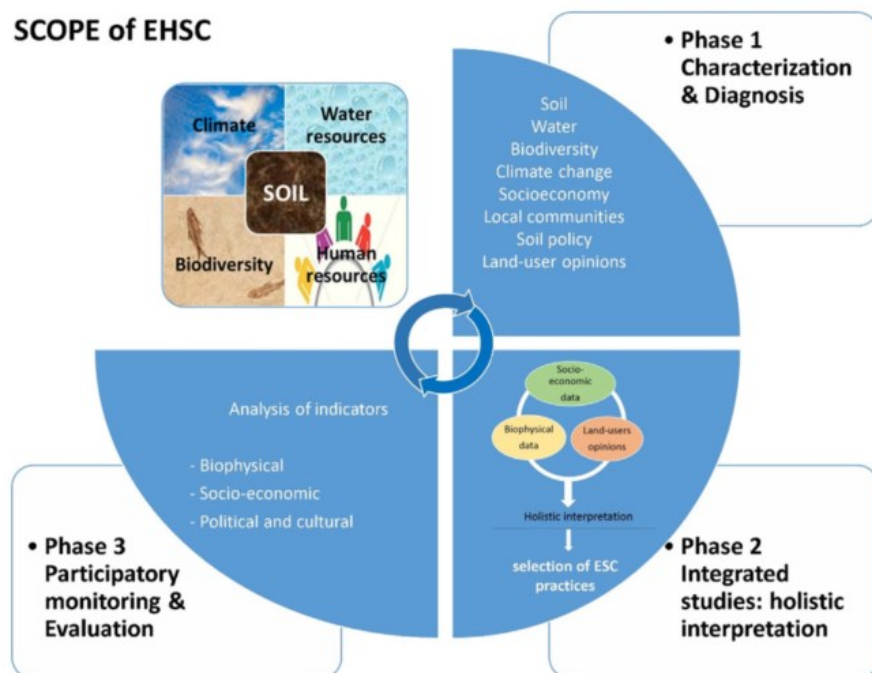 SCOPE of EHSC
Climate
Water
resources
SOIL
Biodiversity
Human
resources
• Phase 1
Characterization
& Diagnosis
Soil
Water
Biodiversity
Climate change
Socioeconomy
Local communities
Soil policy
Land-user opinions
Socio-
economic
data
Biophysical
data
Land-users
opinions
Holistic interpretation
selection of ESC
practices
• Phase 2
Integrated
studies: holistic
interpretation
Analysis of indicators
- Biophysical
- Socio-economic
- Political and cultural
• Phase 3
Participatory
monitoring &
Evaluation